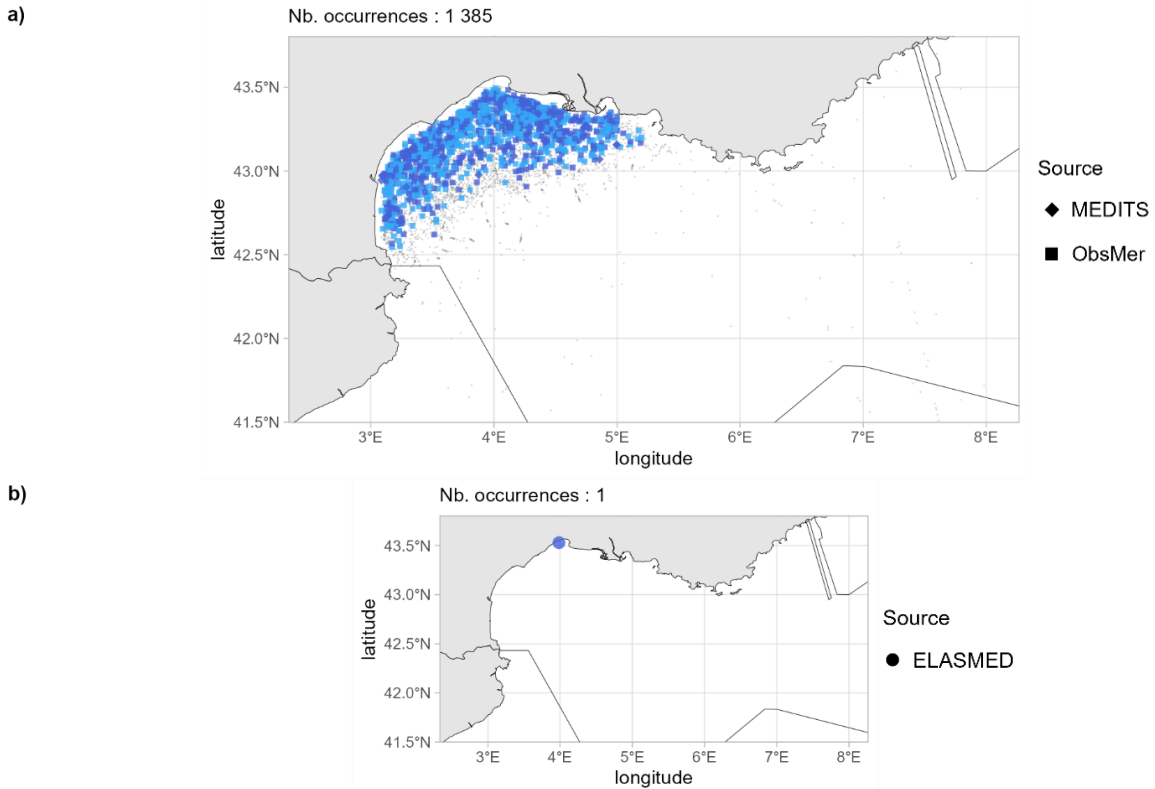 a)
Nb. occurrences : 1 385
43.5°N
43.0°N
42.5°N
42.0°N
41.5°N
latitude
3°E
4°E
5°E
6°E
7°E
8°E
longitude
Source
MEDITS
ObsMer
b)
Nb. occurrences : 1
43.5°N
43.0°N
42.5°N
42.0°N
41.5°N
latitude
3°E
4°E
5°E
6°E
7°E
8°E
longitude
Source
ELASMED